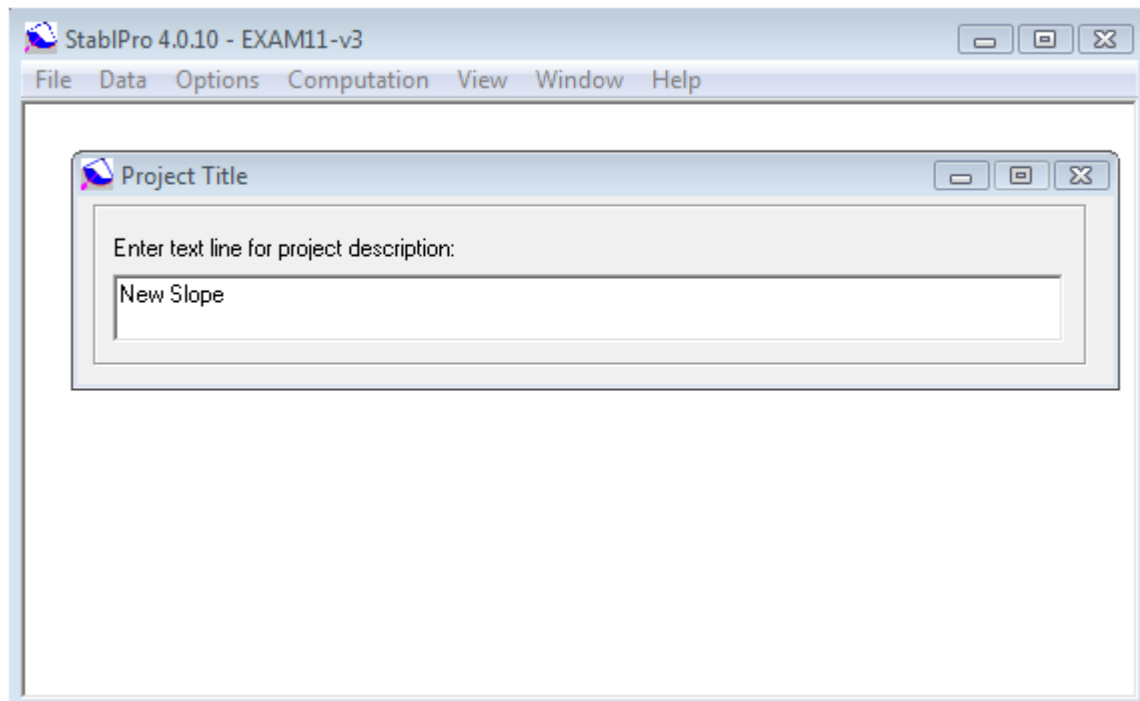 StablPro 4.0.10 - EXAM11-v3
File Data Options Computation View Window Help
Project Title
Enter text line for project description:
New Slope